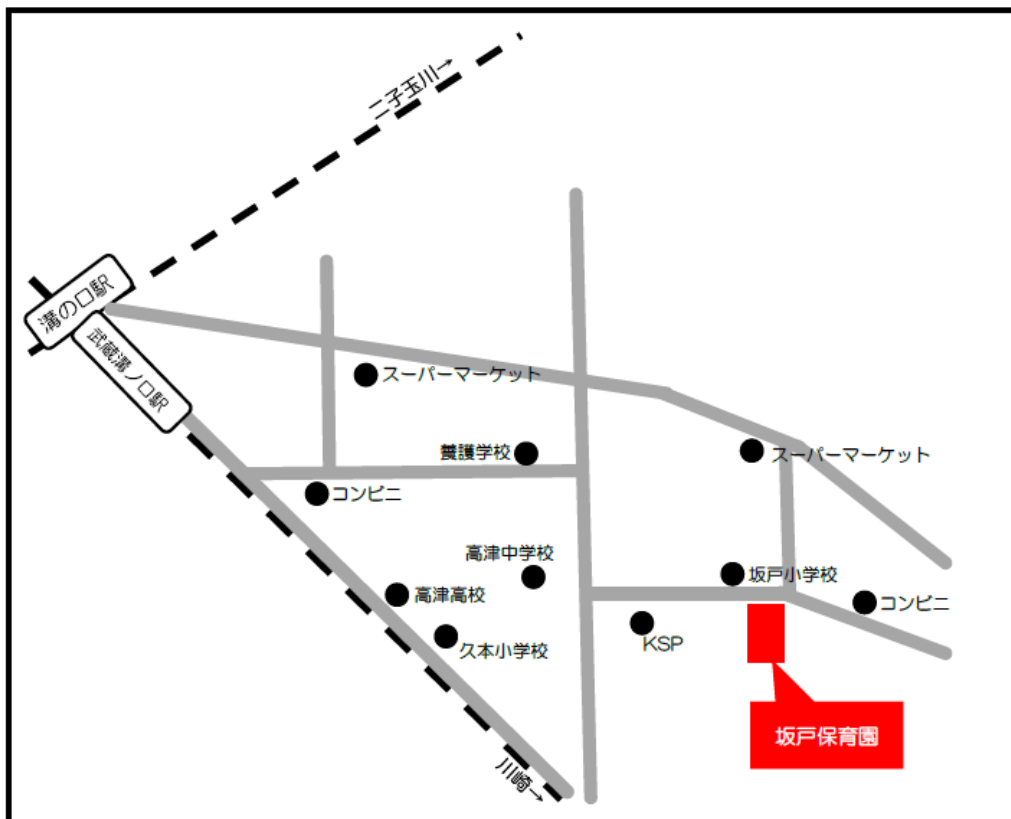 二子玉川→
溝の口駅
武蔵溝ノ口駅
スーパーマーケット
養護学校
スーパーマーケット
コンビニ
高津中学校
坂戸小学校
高津高校
コンビニ
久本小学校
KSP
坂戸保育園
川崎→